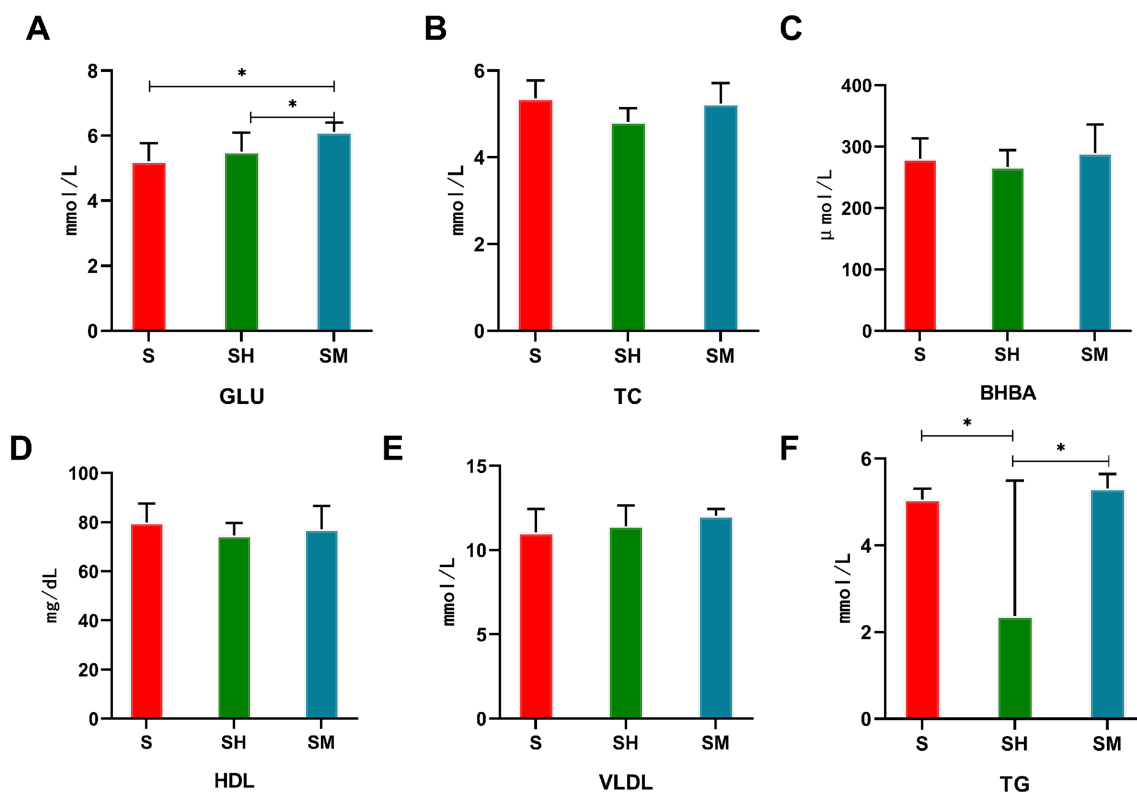 A
mmol/L
8
6
4
2
0
*
*
S SH SM
GLU
B
mmol/L
6
4
2
0
S SH SM
TC
C
μ mol/L
400
300
200
100
0
S SH SM
BHBA
D
mg/dL
100
80
60
40
20
0
S SH SM
HDL
E
mmol/L
15
10
5
0
S SH SM
VLDL
F
mmol/L
6
4
2
0
*
*
S SH SM
TG